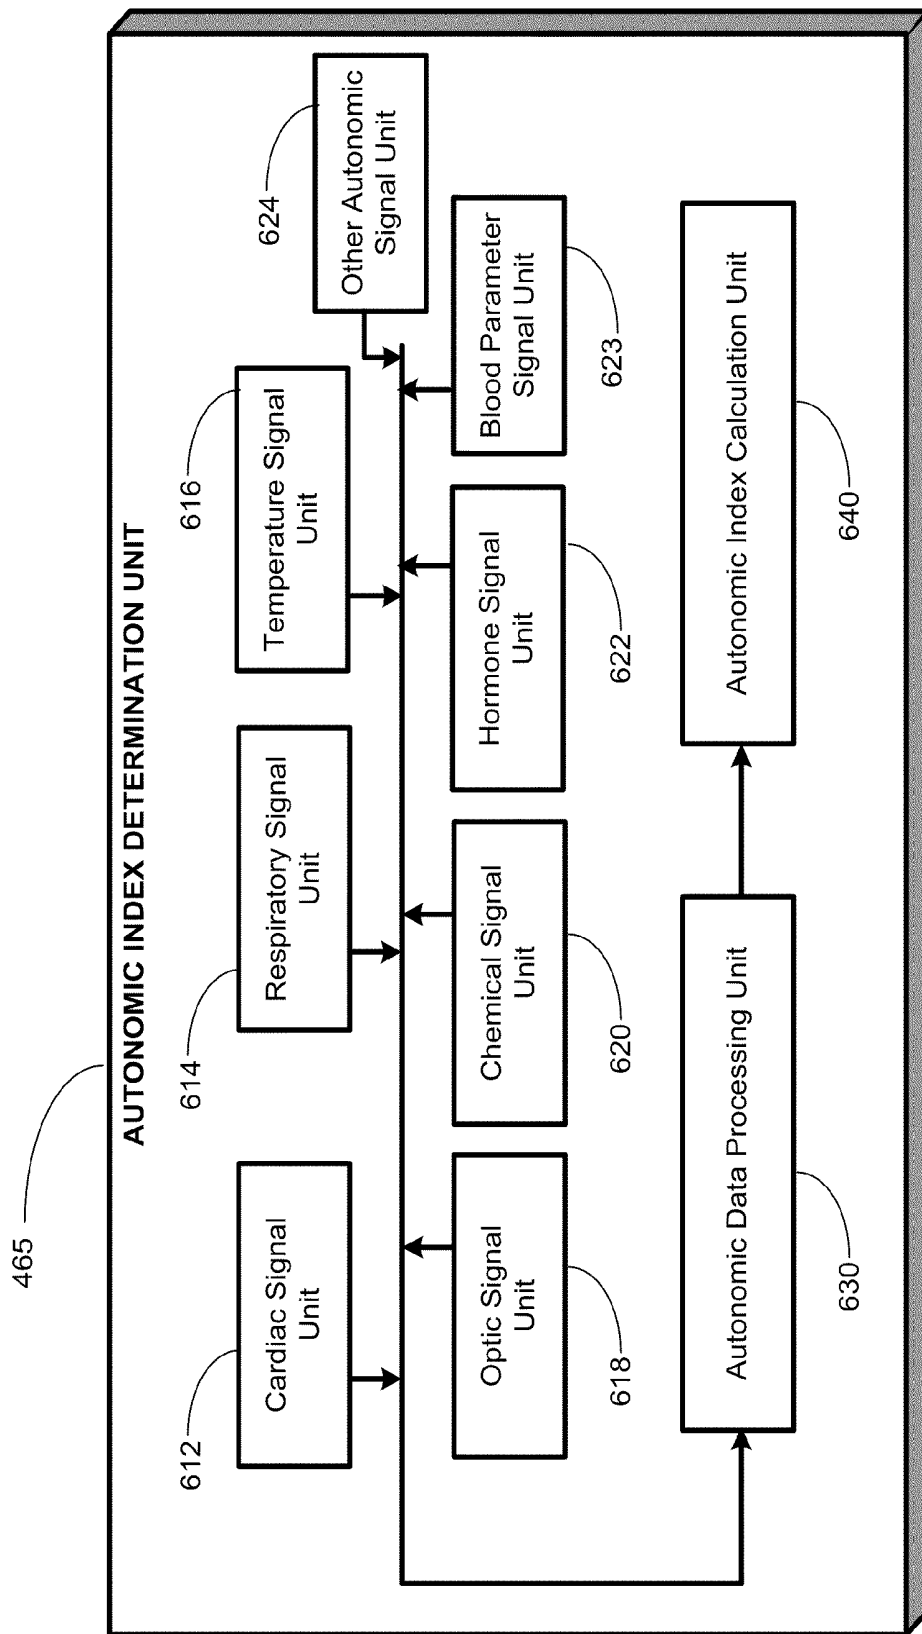 465
AUTONOMIC INDEX DETERMINATION UNIT
612
Cardiac Signal
Unit
614
Respiratory Signal
Unit
616
Temperature Signal
Unit
624
Other Autonomic
Signal Unit
Optic Signal
Unit
618
Chemical Signal
Unit
620
Hormone Signal
Unit
622
Blood Parameter
Signal Unit
623
Autonomic Data Processing Unit
630
Autonomic Index Calculation Unit
640